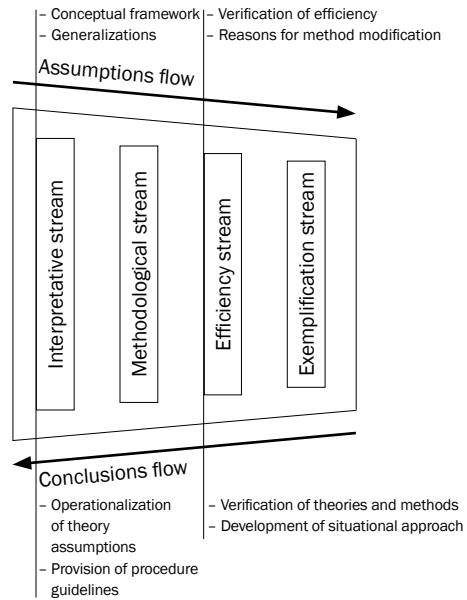 – Conceptual framework
– Generalizations
– Verification of efficiency
– Reasons for method modification
Assumptions flow
Interpretative stream
Methodological stream
Efficiency stream
Exemplification stream
Conclusions flow
– Operationalization
of theory
assumptions
– Provision of procedure
guidelines
– Verification of theories and methods
– Development of situational approach